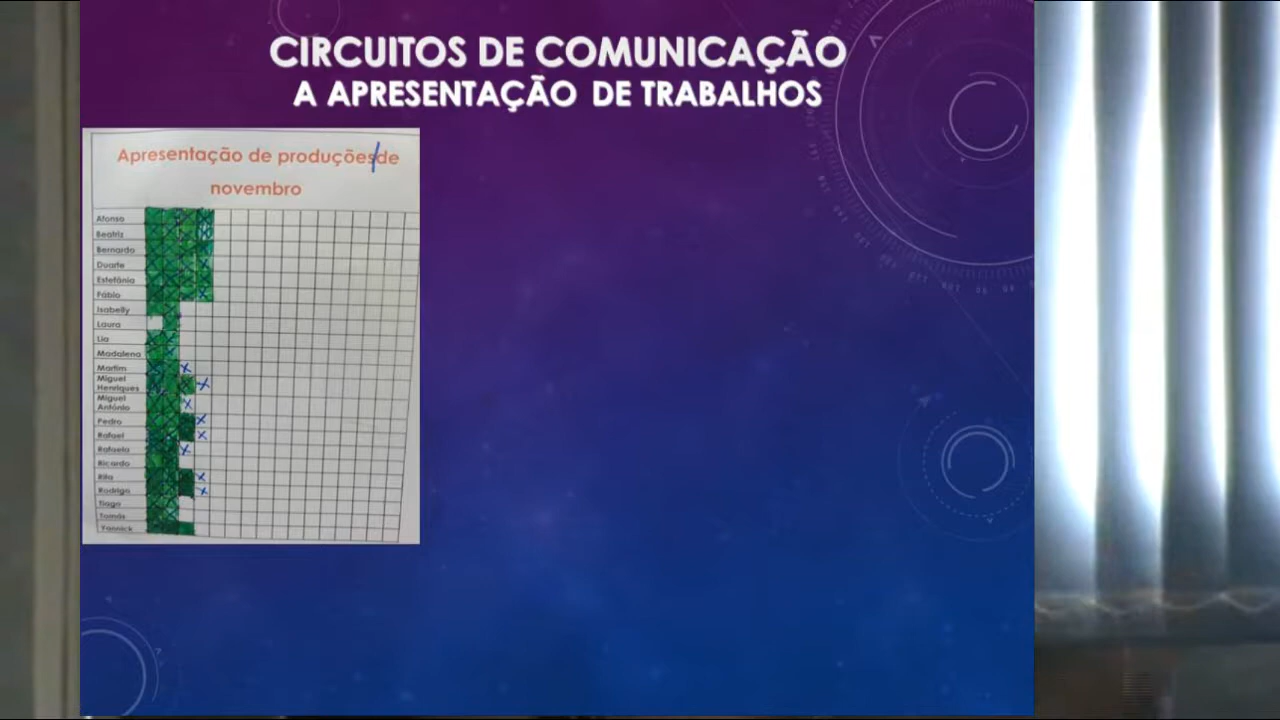 CIRCUITOS DE COMUNICAÇÃO
A APRESENTAÇÃO DE TRABALHOS
Apresentação de produções/de
novembro
Afonso
Beatriz
Bernardo
Duarte
Estefânia
Fábio
Isabelly
Laura
Lia
Madalena
Martim
Miguel
Henriques
Miguel
António
Pedro
Rafael
Rafaela
Ricardo
Rita
Rodrigo
Tiago
Tomás
Yannick